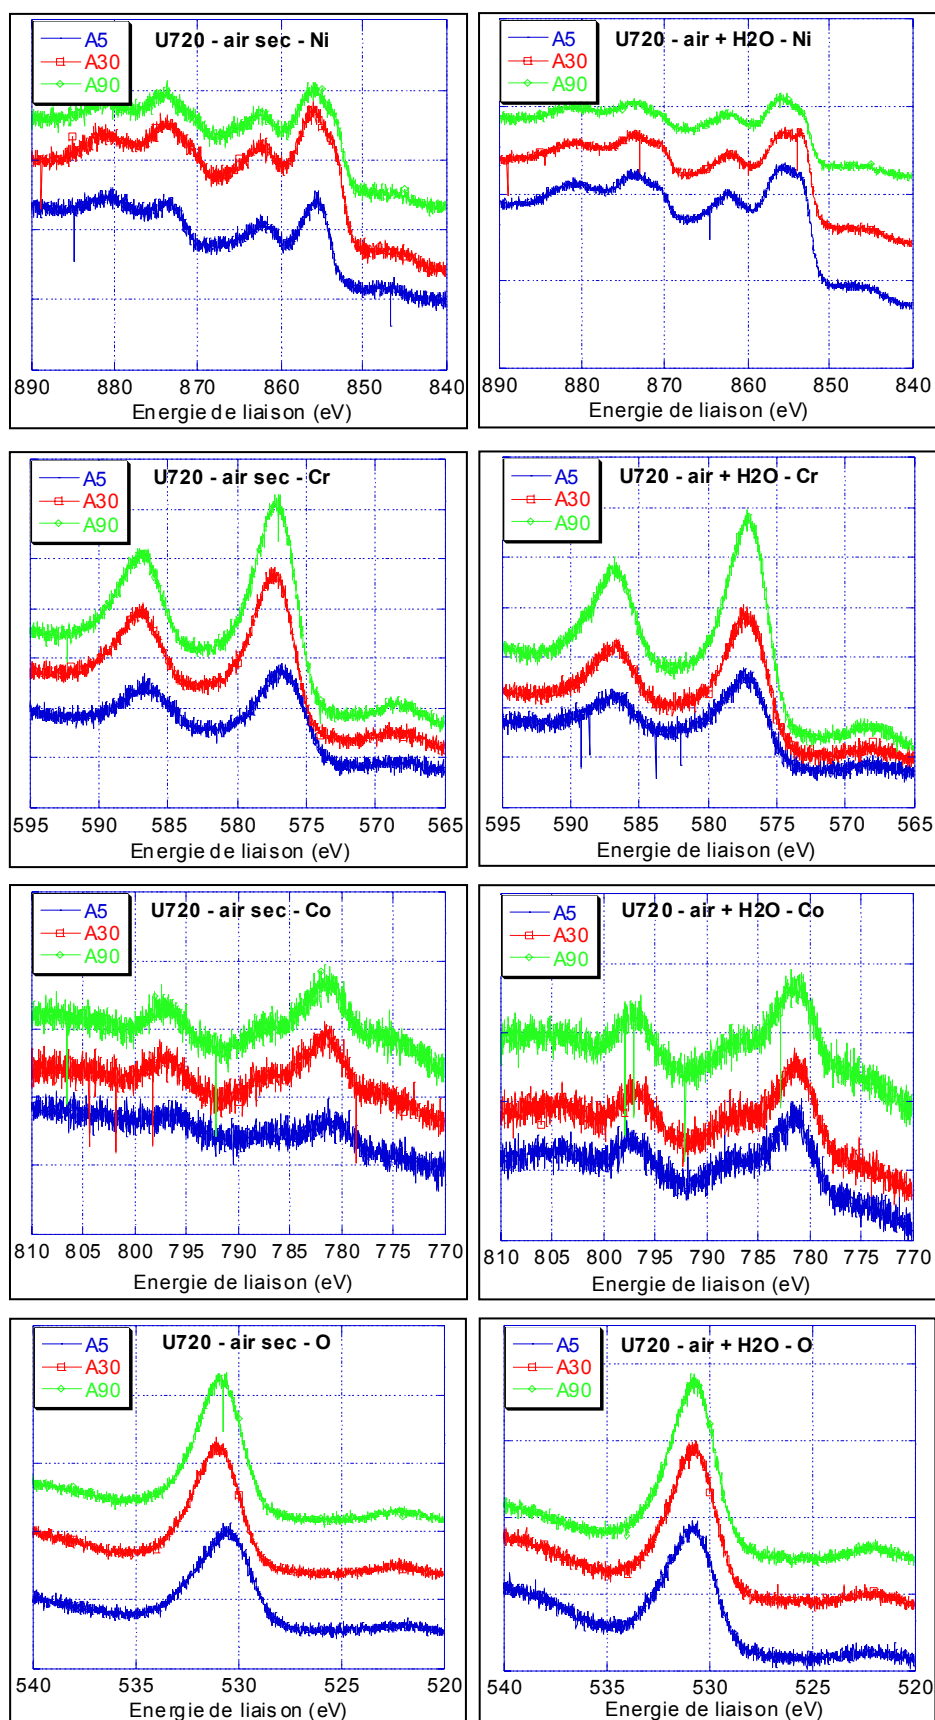 U720 - air sec - Ni
A5
A30
A90
890 880 870 860 850 840
Energie de liaison (eV)
U720 - air + H2O - Ni
A5
A30
A90
890 880 870 860 850 840
Energie de liaison (eV)
U720 - air sec - Cr
A5
A30
A90
595 590 585 580 575 570 565
Energie de liaison (eV)
U720 - air + H2O - Cr
A5
A30
A90
595 590 585 580 575 570 565
Energie de liaison (eV)
U720 - air sec - Co
A5
A30
A90
810 805 800 795 790 785 780 775 770
Energie de liaison (eV)
U720 - air + H2O - Co
A5
A30
A90
810 805 800 795 790 785 780 775 770
Energie de liaison (eV)
U720 - air sec - O
A5
A30
A90
540 535 530 525 520
Energie de liaison (eV)
U720 - air + H2O - O
A5
A30
A90
540 535 530 525 520
Energie de liaison (eV)